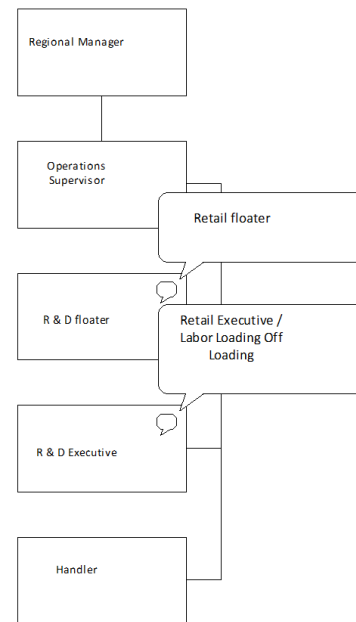 Regional Manager
Operations
Supervisor
Retail floater
R & D floater
Retail Executive /
Labor Loading Off
Loading
R & D Executive
Handler